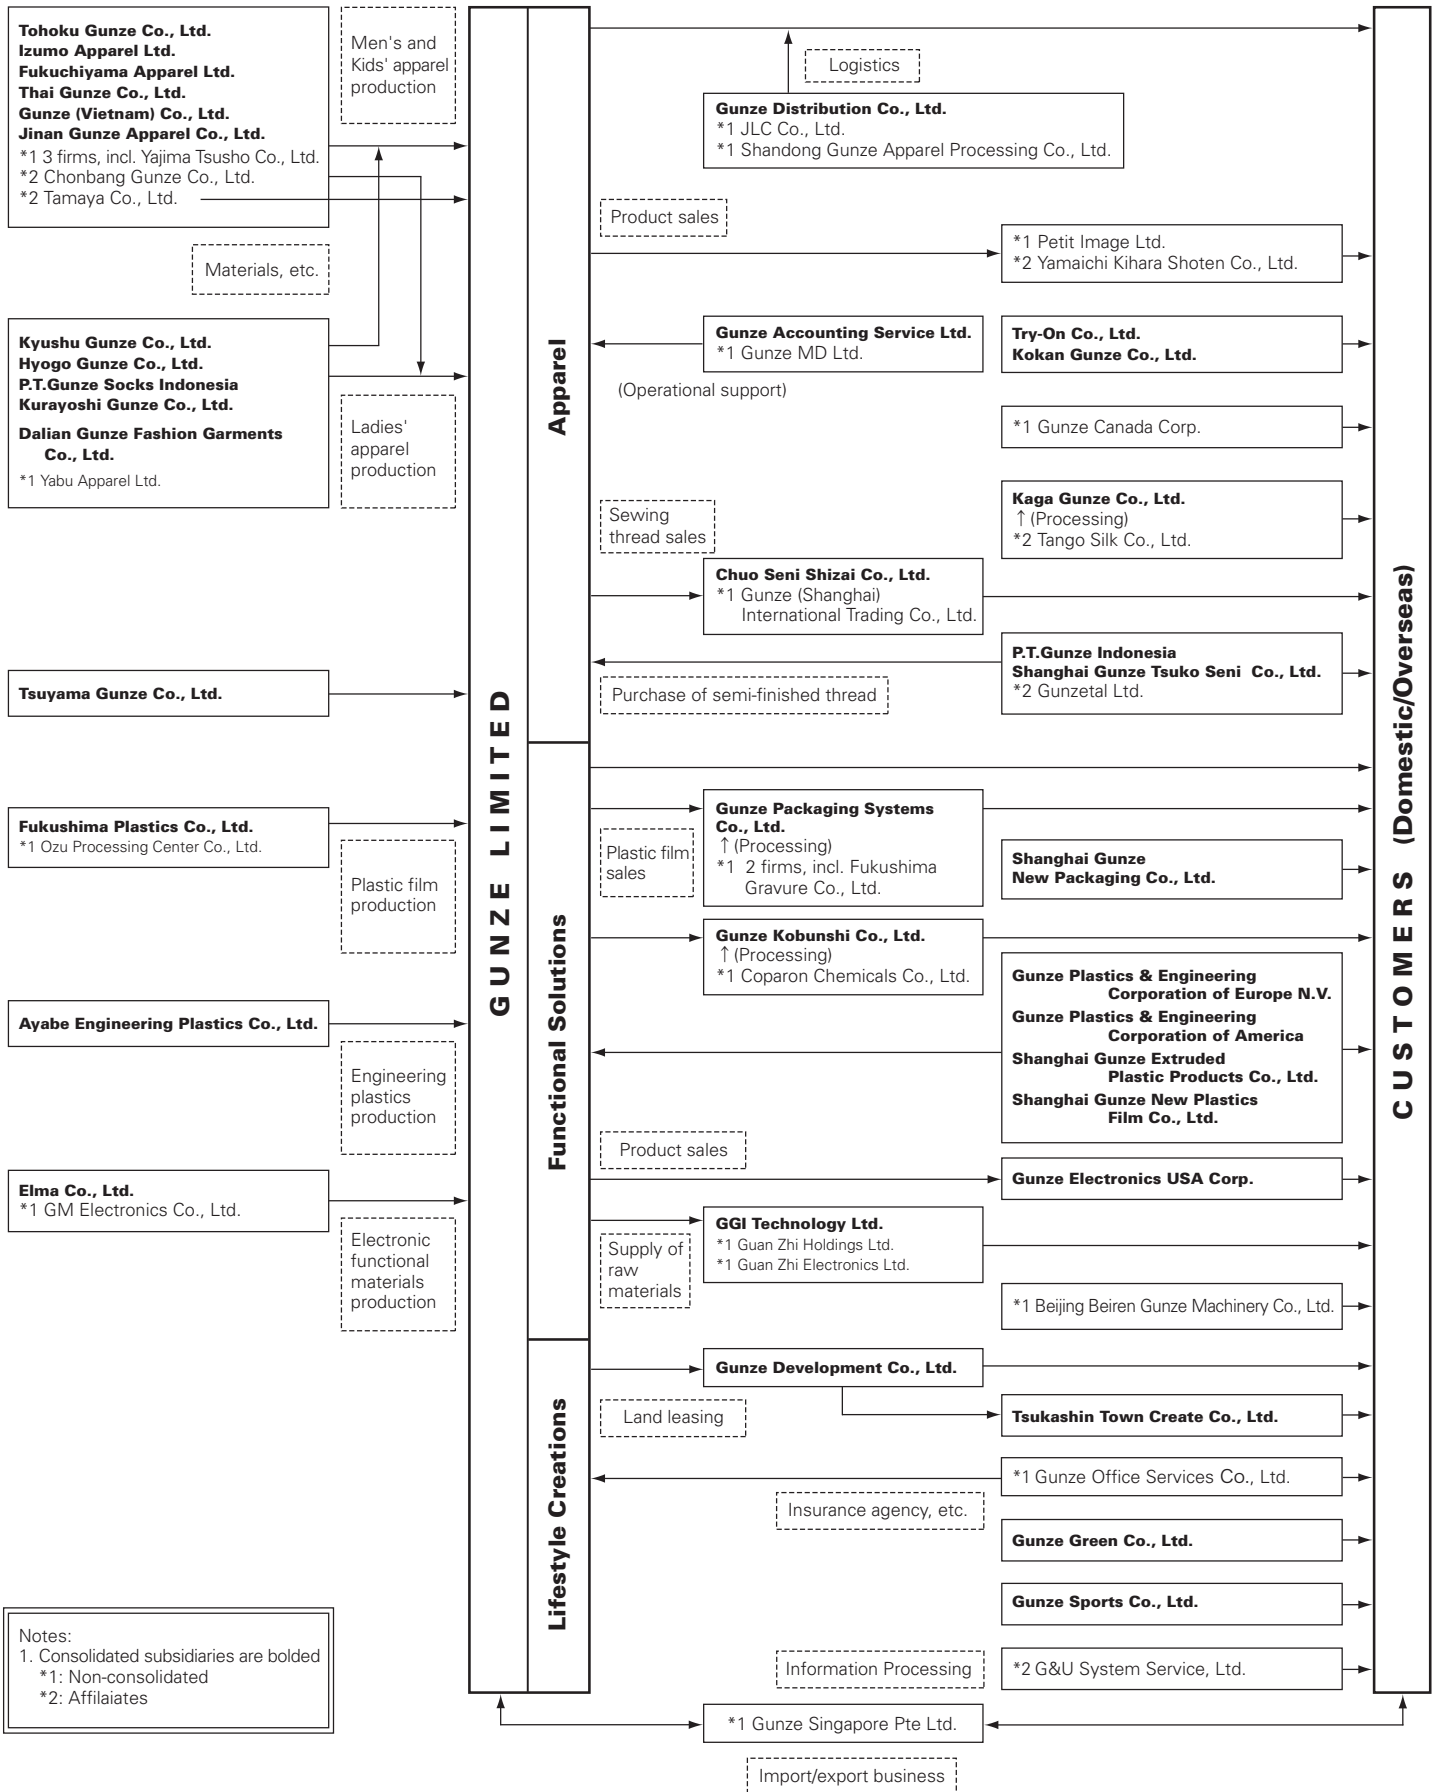 Tohoku Gunze Co., Ltd.
Izumo Apparel Ltd.
Fukuchiyama Apparel Ltd.
Thai Gunze Co., Ltd.
Gunze (Vietnam) Co., Ltd.
Jinan Gunze Apparel Co., Ltd.
*1 3 firms, incl. Yajima Tsusho Co., Ltd.
*2 Chonbang Gunze Co., Ltd.
*2 Tamaya Co., Ltd.
Men's and
Kids' apparel
production
Materials, etc.
Kyushu Gunze Co., Ltd.
Hyogo Gunze Co., Ltd.
P.T.Gunze Socks Indonesia
Kurayoshi Gunze Co., Ltd.
Dalian Gunze Fashion Garments
Co., Ltd.
*1 Yabu Apparel Ltd.
Ladies'
apparel
production
Tsuyama Gunze Co., Ltd.
Fukushima Plastics Co., Ltd.
*1 Ozu Processing Center Co., Ltd.
Plastic film
production
Ayabe Engineering Plastics Co., Ltd.
Engineering
plastics
production
Elma Co., Ltd.
*1 GM Electronics Co., Ltd.
Electronic
functional
materials
production
Notes:
1. Consolidated subsidiaries are bolded
*1: Non-consolidated
*2: Affilaiates
GUNZE LIMITED
Apparel
Functional Solutions
Lifestyle Creations
Logistics
Gunze Distribution Co., Ltd.
*1 JLC Co., Ltd.
*1 Shandong Gunze Apparel Processing Co., Ltd.
Product sales
*1 Petit Image Ltd.
*2 Yamaichi Kihara Shoten Co., Ltd.
Gunze Accounting Service Ltd.
*1 Gunze MD Ltd.
(Operational support)
Try-On Co., Ltd.
Kokan Gunze Co., Ltd.
*1 Gunze Canada Corp.
Sewing
thread sales
Kaga Gunze Co., Ltd.
↑ (Processing)
*2 Tango Silk Co., Ltd.
Chuo Seni Shizai Co., Ltd.
*1 Gunze (Shanghai)
International Trading Co., Ltd.
P.T.Gunze Indonesia
Shanghai Gunze Tsuko Seni Co., Ltd.
*2 Gunzetal Ltd.
Purchase of semi-finished thread
Gunze Packaging Systems
Co., Ltd.
↑ (Processing)
*1 2 firms, incl. Fukushima
Gravure Co., Ltd.
Plastic film
sales
Shanghai Gunze
New Packaging Co., Ltd.
Gunze Kobunshi Co., Ltd.
↑ (Processing)
*1 Coparon Chemicals Co., Ltd.
Gunze Plastics & Engineering
Corporation of Europe N.V.
Gunze Plastics & Engineering
Corporation of America
Shanghai Gunze Extruded
Plastic Products Co., Ltd.
Shanghai Gunze New Plastics
Film Co., Ltd.
Product sales
Gunze Electronics USA Corp.
GGI Technology Ltd.
*1 Guan Zhi Holdings Ltd.
*1 Guan Zhi Electronics Ltd.
Supply of
raw
materials
*1 Beijing Beiren Gunze Machinery Co., Ltd.
Gunze Development Co., Ltd.
Land leasing
Tsukashin Town Create Co., Ltd.
*1 Gunze Office Services Co., Ltd.
Insurance agency, etc.
Gunze Green Co., Ltd.
Gunze Sports Co., Ltd.
Information Processing
*2 G&U System Service, Ltd.
*1 Gunze Singapore Pte Ltd.
Import/export business
CUSTOMERS (Domestic/Overseas)